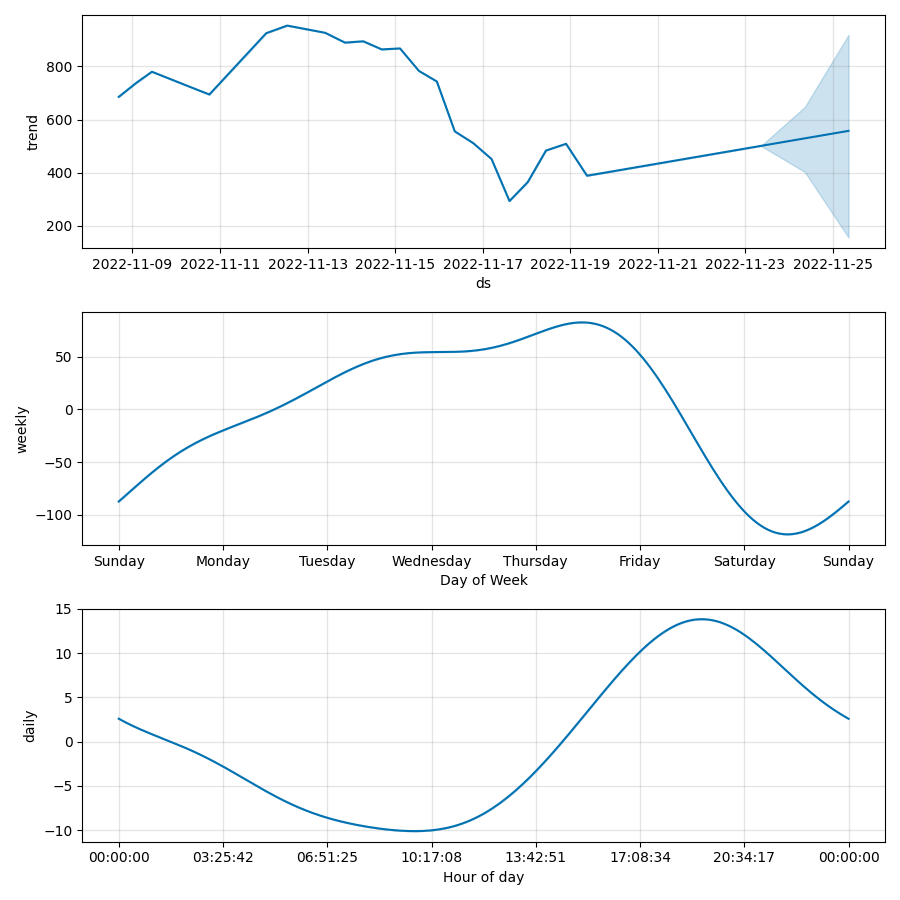 800
600
400
200
trend
2022-11-09 2022-11-11 2022-11-13 2022-11-15 2022-11-17 2022-11-19 2022-11-21 2022-11-23 2022-11-25
ds
50
0
−50
−100
weekly
Sunday Monday Tuesday Wednesday Thursday Friday Saturday Sunday
Day of Week
15
10
5
0
−5
−10
daily
00:00:00 03:25:42 06:51:25 10:17:08 13:42:51 17:08:34 20:34:17 00:00:00
Hour of day